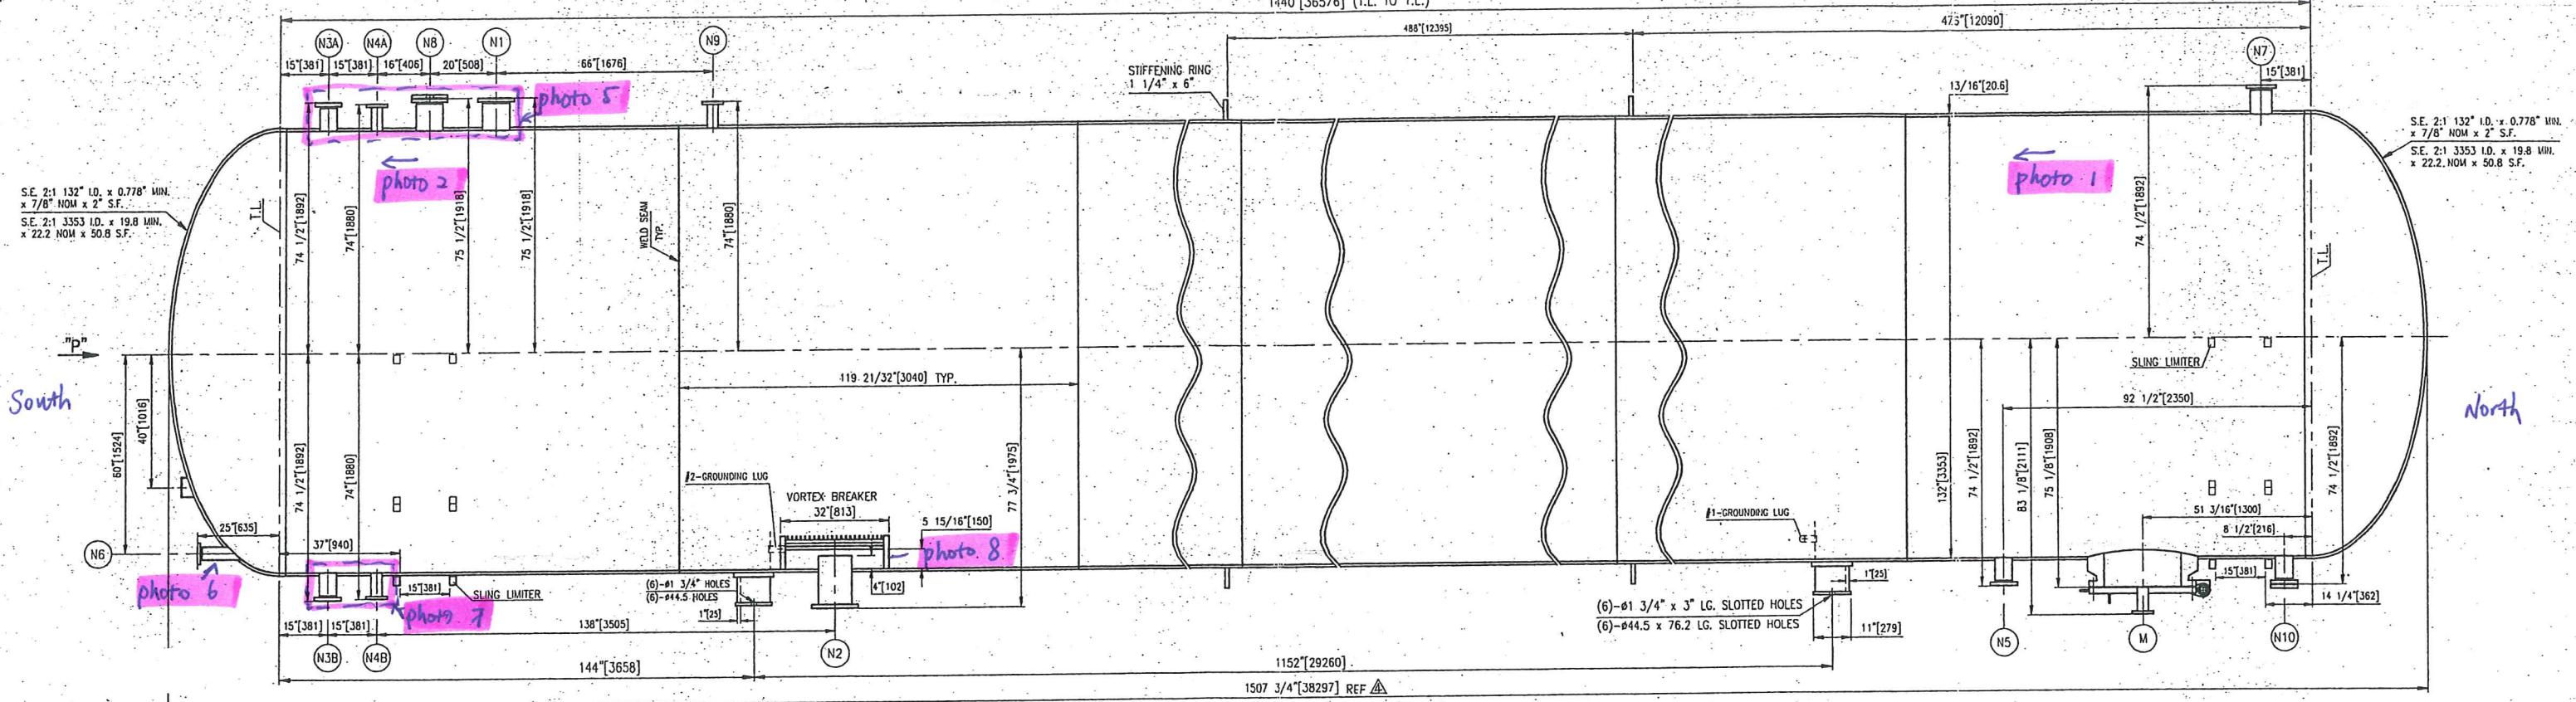 1440"[36576] (T.L. TO T.L.)
488"[12395]
N3A
N4A
N8
N1
N9
N7
15"[381]
15"[381]
16"[406]
20"[508]
66"[1676]
15"[381]
STIFFENING RING
1 1/4" x 6"
13/16"[20.6]
photo 5
photo 2
photo 1
S.E. 2:1 132" I.D. x 0.778" MIN.
x 7/8" NOM x 2" S.F.
S.E. 2:1 3353 I.D. x 19.8 MIN.
x 22.2 NOM x 50.8 S.F.
S.E. 2:1 132" I.D. x 0.778" MIN.
x 7/8" NOM x 2" S.F.
S.E. 2:1 3353 I.D. x 19.8 MIN.
x 22.2 NOM x 50.8 S.F.
T.L.
74 1/2"[1892]
74"[1880]
75 1/2"[1918]
75 1/2"[1918]
WELD SEAM
TYP.
74"[1880]
74 1/2"[1892]
T.L.
"P"
South
North
SLING LIMITER
119 21/32"[3040] TYP.
92 1/2"[2350]
60"[1524]
40"[1016]
74 1/2"[1892]
74"[1880]
77 3/4"[1975]
132"[3353]
74 1/2"[1892]
83 1/8"[2111]
75 1/8"[1908]
74 1/2"[1892]
#2-GROUNDING LUG
VORTEX BREAKER
32"[813]
5 15/16"[150]
#1-GROUNDING LUG
51 3/16"[1300]
8 1/2"[216]
25"[635]
37"[940]
N6
photo 6
photo 8
photo 7
15"[381]
SLING LIMITER
(6)-ø1 3/4" HOLES
(6)-ø44.5 HOLES
4"[102]
1"[25]
1"[25]
15"[381]
(6)-ø1 3/4" x 3" LG. SLOTTED HOLES
(6)-ø44.5 x 76.2 LG. SLOTTED HOLES
11"[279]
14 1/4"[362]
15"[381]
15"[381]
138"[3505]
N3B
N4B
N2
N5
M
N10
144"[3658]
1152"[29260]
1507 3/4"[38297] REF 4